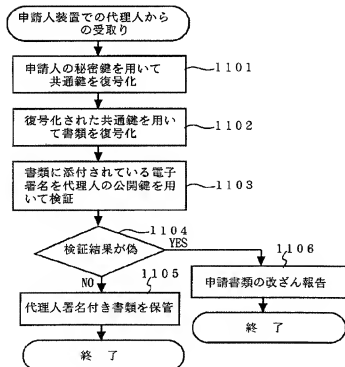 申請人装置での代理人から
の受取り
申請人の秘密鍵を用いて
共通鍵を復号化
1101
復号化された共通鍵を用い
て書類を復号化
1102
書類に添付されている電子
署名を代理人の公開鍵を用
いて検証
1103
1104
検証結果が偽
YES
NO
1105
代理人署名付き書類を保管
終 了
1106
申請書類の改ざん報告
終 了